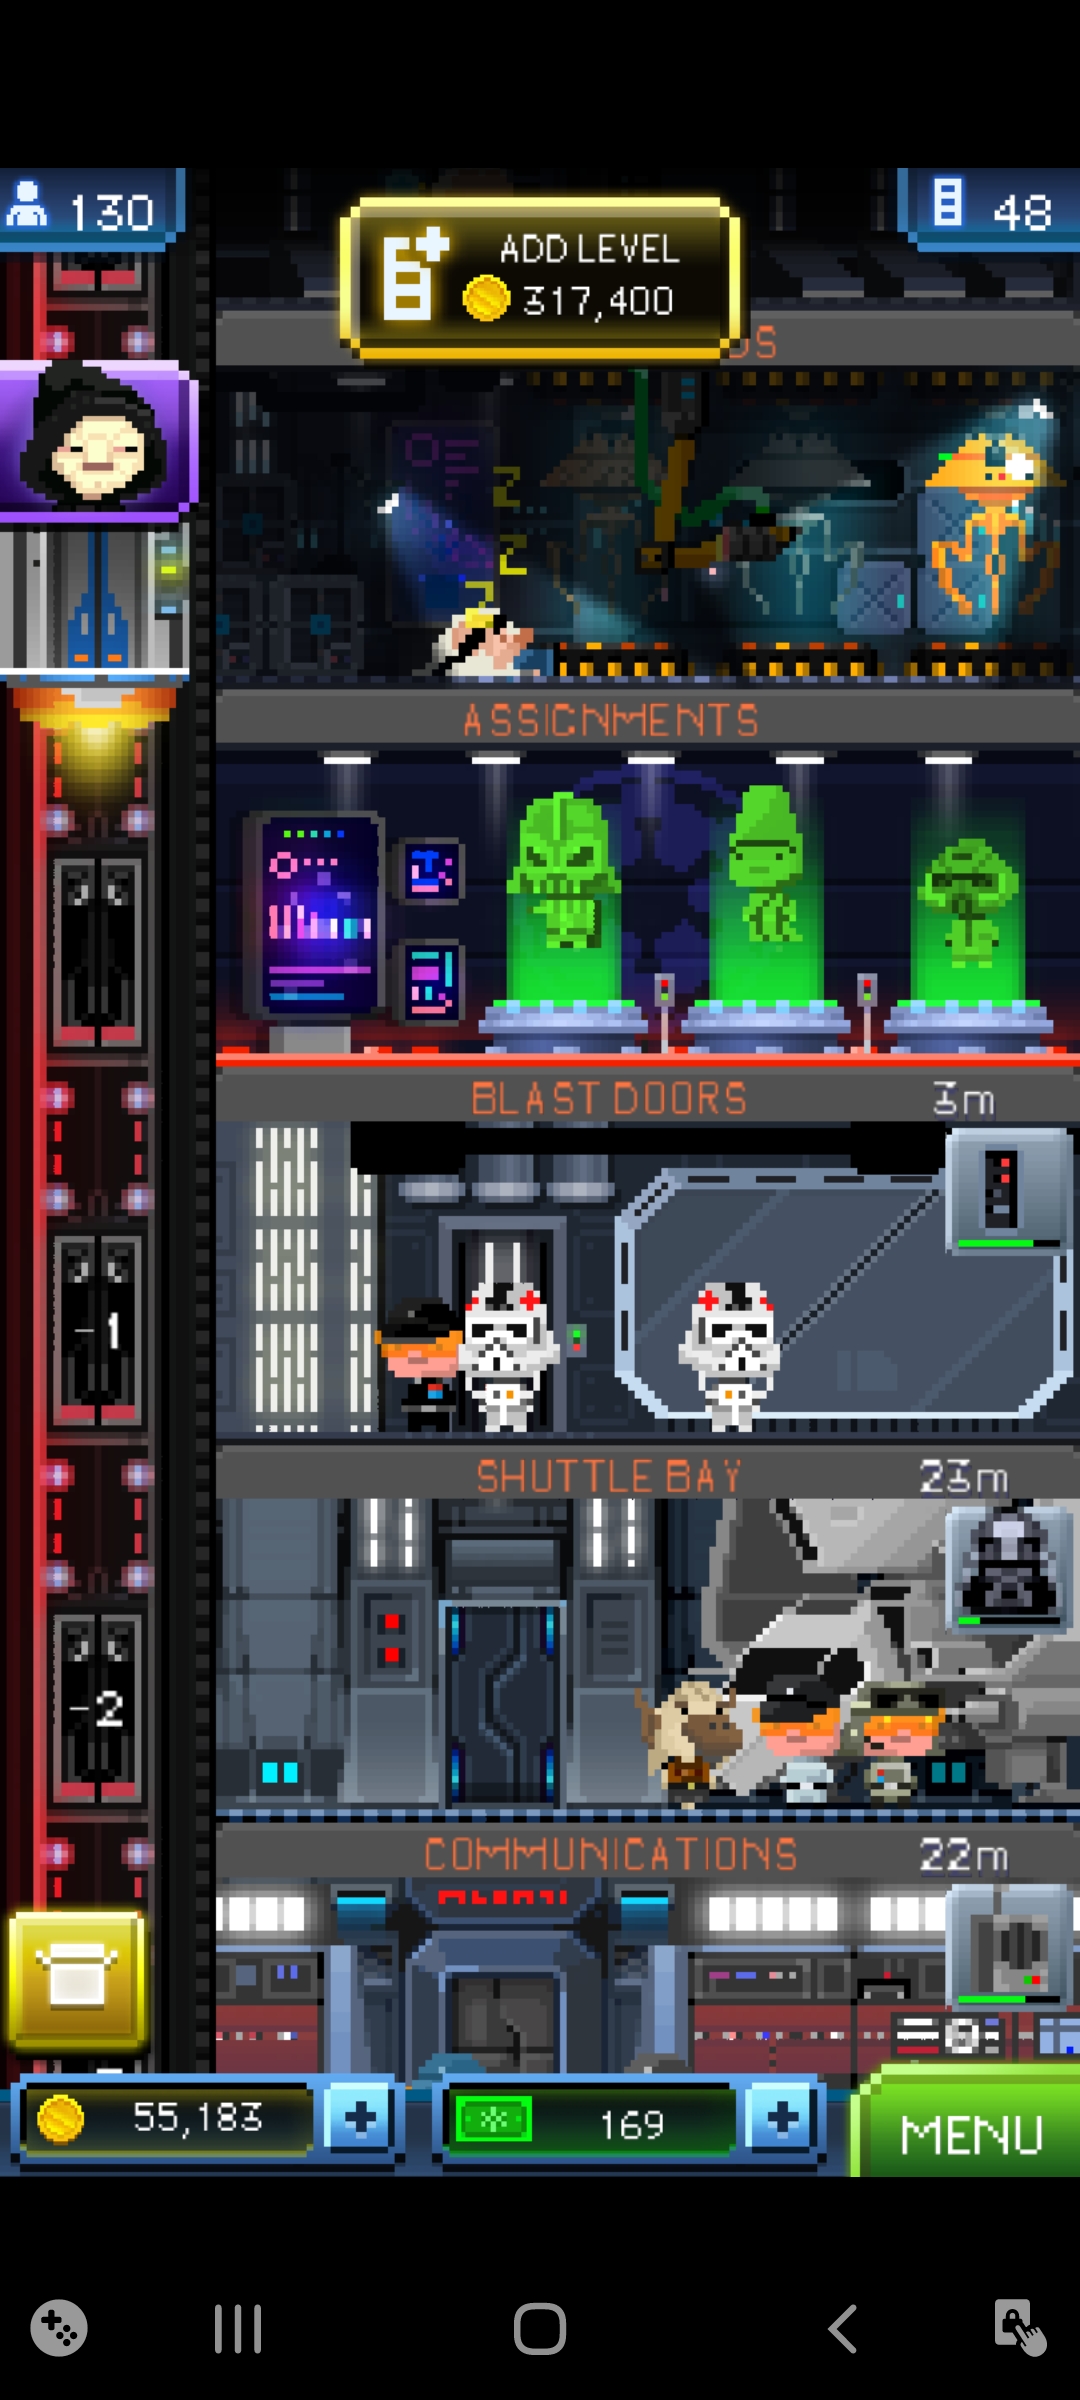 130
ADD LEVEL
317,400
48
Z
Z
Z
ASSIGNMENTS
BLAST DOORS 3m
-1
SHUTTLE BAY 23m
-2
COMMUNICATIONS 22m
55,183
169
MENU